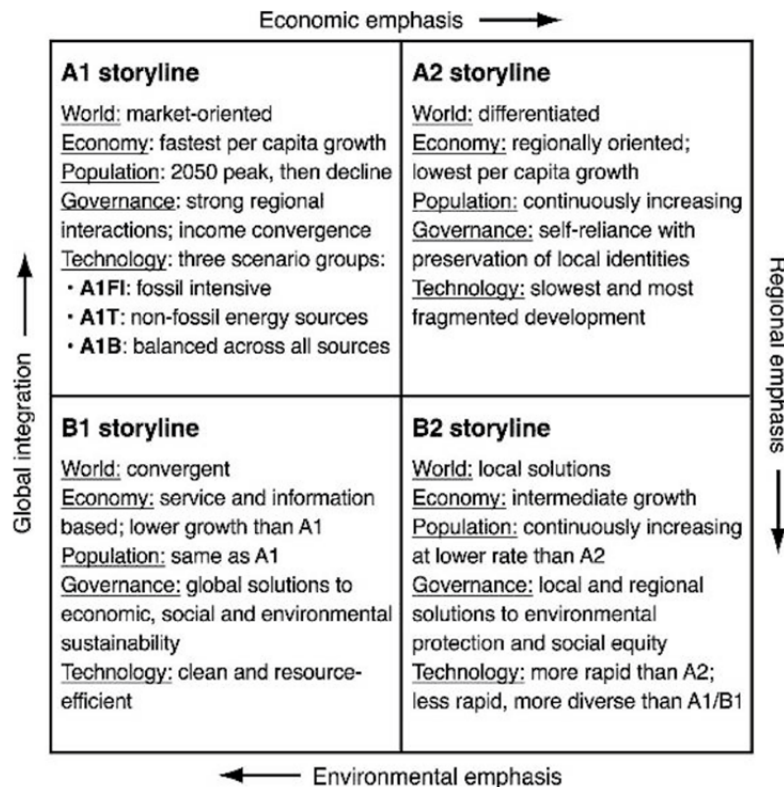 Economic emphasis
A1 storyline
World: market-oriented
Economy: fastest per capita growth
Population: 2050 peak, then decline
Governance: strong regional
interactions; income convergence
Technology: three scenario groups:
• A1FI: fossil intensive
• A1T: non-fossil energy sources
• A1B: balanced across all sources
A2 storyline
World: differentiated
Economy: regionally oriented;
lowest per capita growth
Population: continuously increasing
Governance: self-reliance with
preservation of local identities
Technology: slowest and most
fragmented development
Global integration
Regional emphasis
B1 storyline
World: convergent
Economy: service and information
based; lower growth than A1
Population: same as A1
Governance: global solutions to
economic, social and environmental
sustainability
Technology: clean and resource-
efficient
B2 storyline
World: local solutions
Economy: intermediate growth
Population: continuously increasing
at lower rate than A2
Governance: local and regional
solutions to environmental
protection and social equity
Technology: more rapid than A2;
less rapid, more diverse than A1/B1
Environmental emphasis